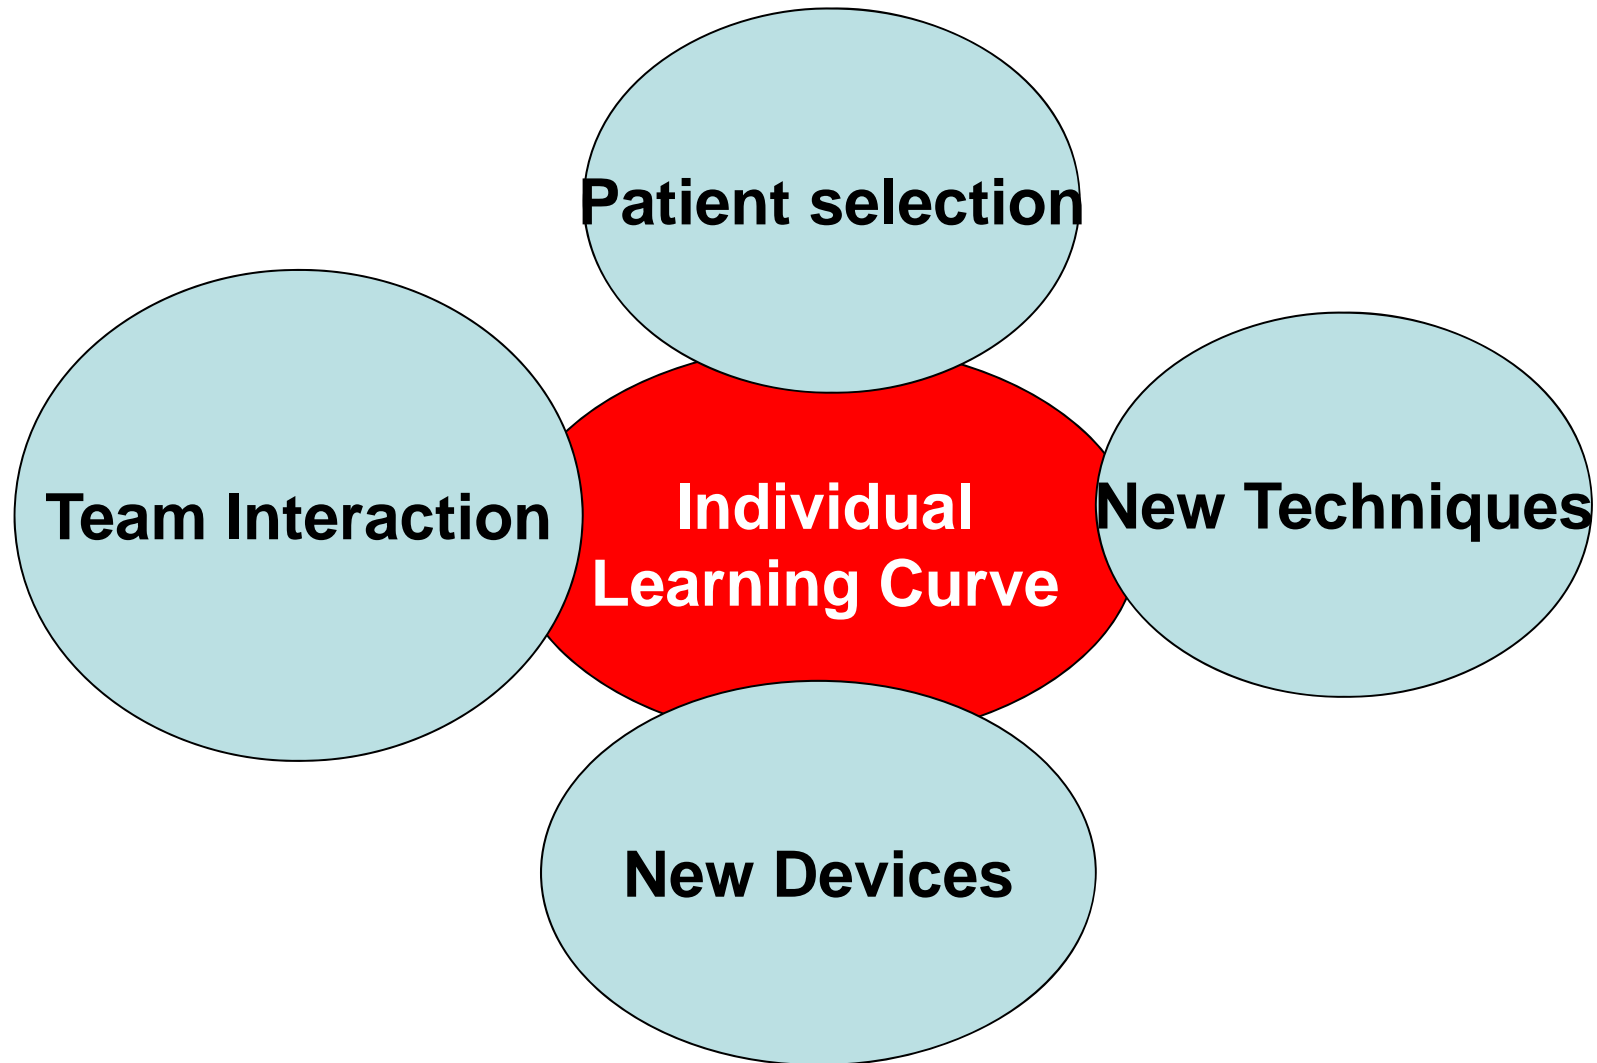 Patient selection
Team Interaction
Individual
Learning Curve
New Techniques
New Devices